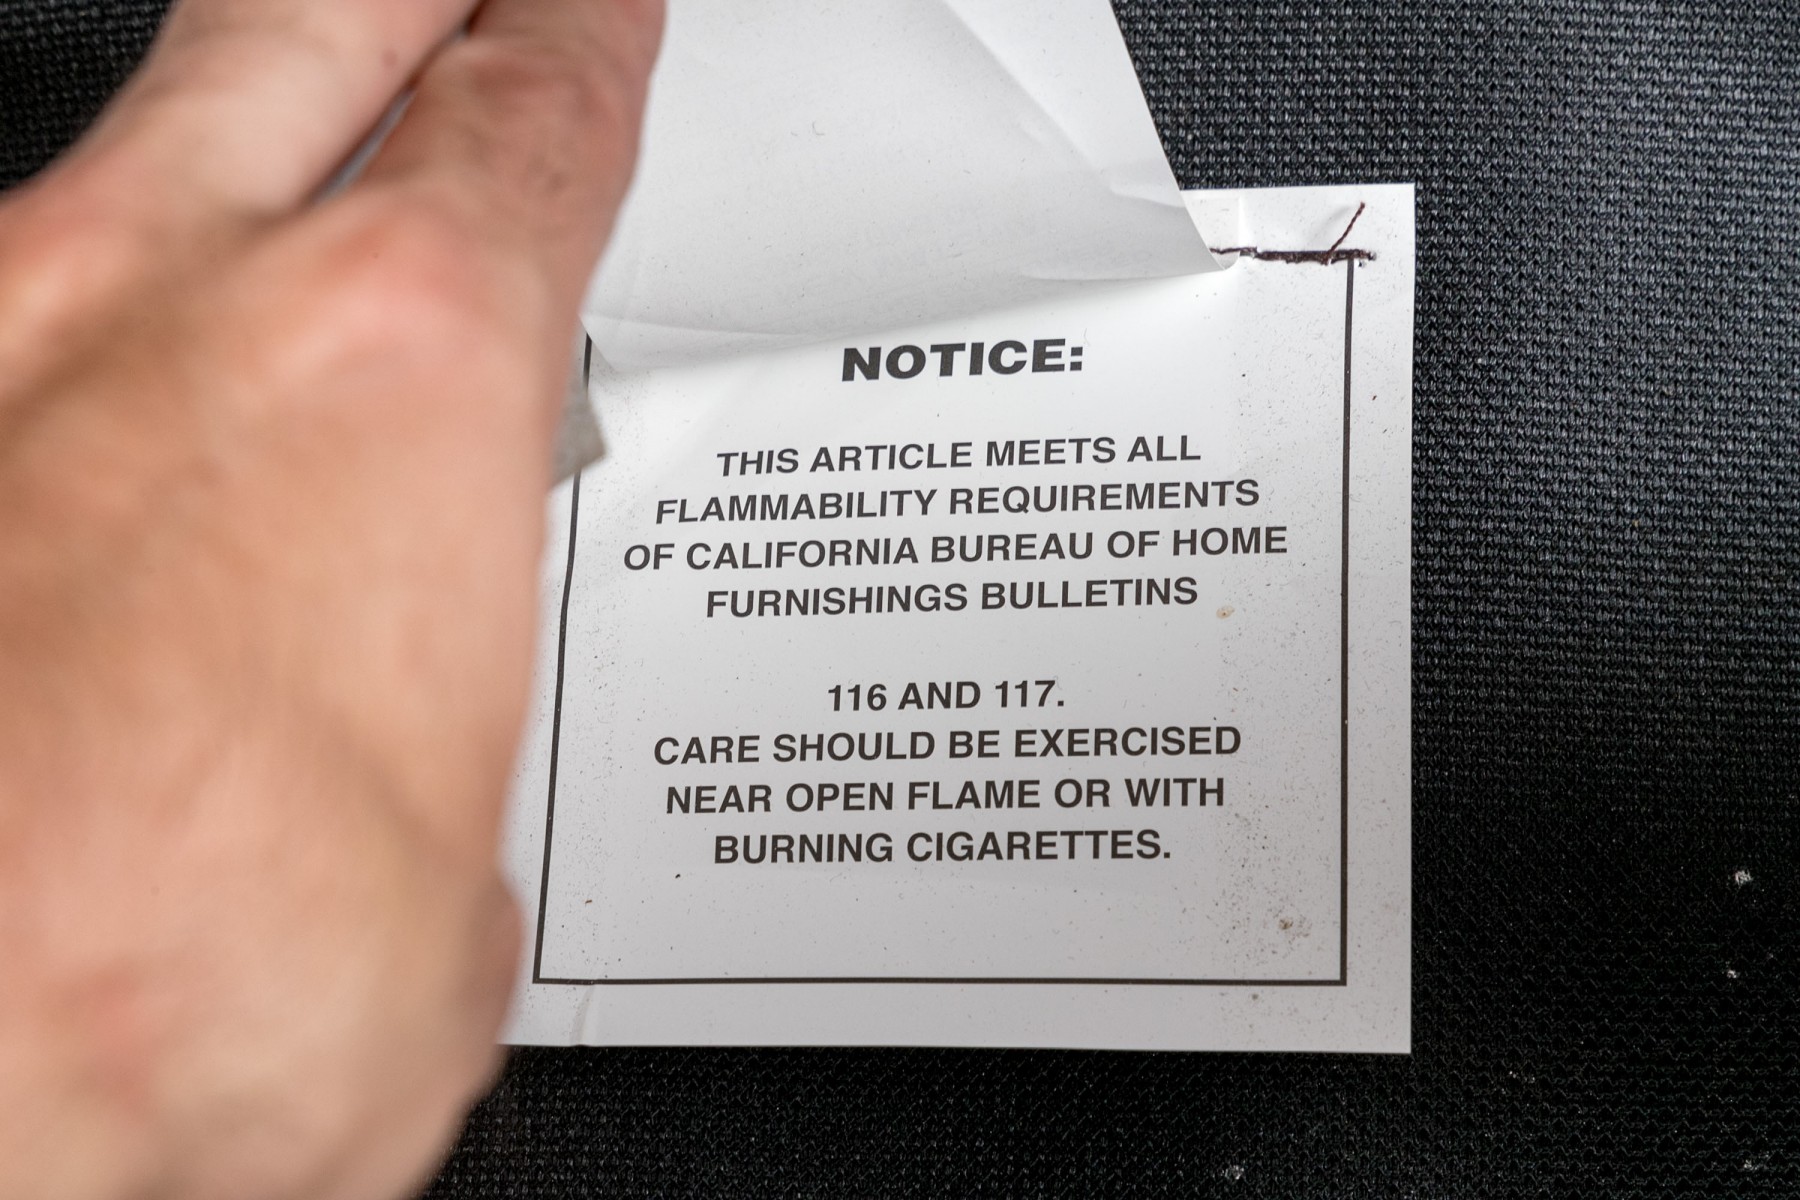 NOTICE:
THIS ARTICLE MEETS ALL
FLAMMABILITY REQUIREMENTS
OF CALIFORNIA BUREAU OF HOME
FURNISHINGS BULLETINS
116 AND 117.
CARE SHOULD BE EXERCISED
NEAR OPEN FLAME OR WITH
BURNING CIGARETTES.